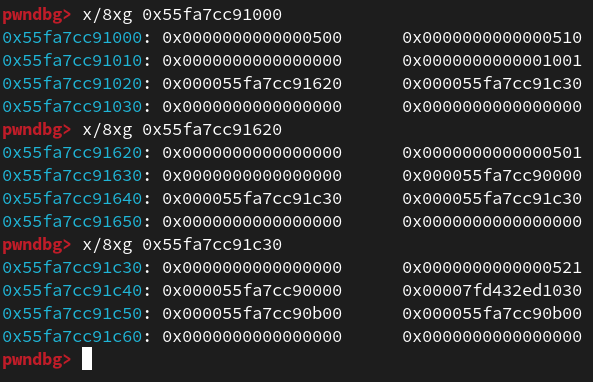 pwndbg> x/8xg 0x55fa7cc91000
0x55fa7cc91000: 0x0000000000000500 0x0000000000000510
0x55fa7cc91010: 0x0000000000000000 0x0000000000001001
0x55fa7cc91020: 0x000055fa7cc91620 0x000055fa7cc91c30
0x55fa7cc91030: 0x0000000000000000 0x0000000000000000
pwndbg> x/8xg 0x55fa7cc91620
0x55fa7cc91620: 0x0000000000000000 0x0000000000000501
0x55fa7cc91630: 0x0000000000000000 0x000055fa7cc90000
0x55fa7cc91640: 0x000055fa7cc91c30 0x000055fa7cc91c30
0x55fa7cc91650: 0x0000000000000000 0x0000000000000000
pwndbg> x/8xg 0x55fa7cc91c30
0x55fa7cc91c30: 0x0000000000000000 0x0000000000000521
0x55fa7cc91c40: 0x000055fa7cc90000 0x00007fd432ed1030
0x55fa7cc91c50: 0x000055fa7cc90b00 0x000055fa7cc90b00
0x55fa7cc91c60: 0x0000000000000000 0x0000000000000000
pwndbg>